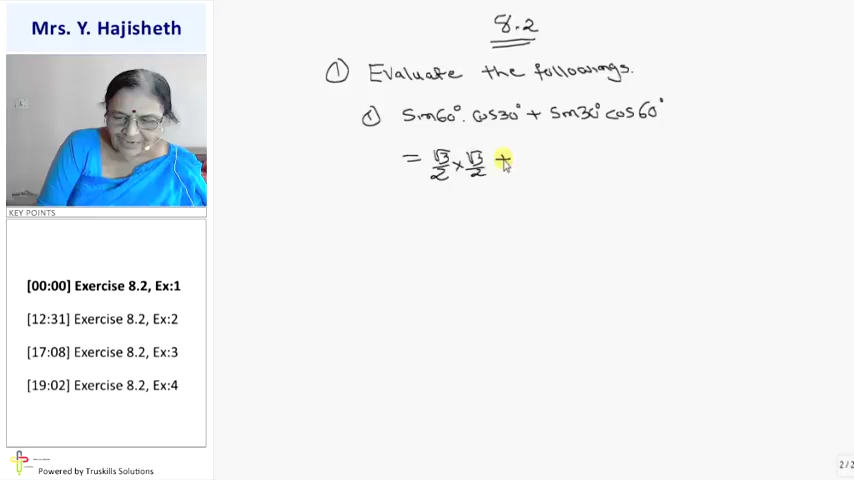 Mrs. Y. Hajisheth
KEY POINTS
[00:00] Exercise 8.2, Ex:1
[12:31] Exercise 8.2, Ex:2
[17:08] Exercise 8.2, Ex:3
[19:02] Exercise 8.2, Ex:4
Powered by Truskills Solutions
8.2
① Evaluate the followings.
① Sin60°. cos30° + Sin30° cos60°
= √3/2 × √3/2 +
2/2